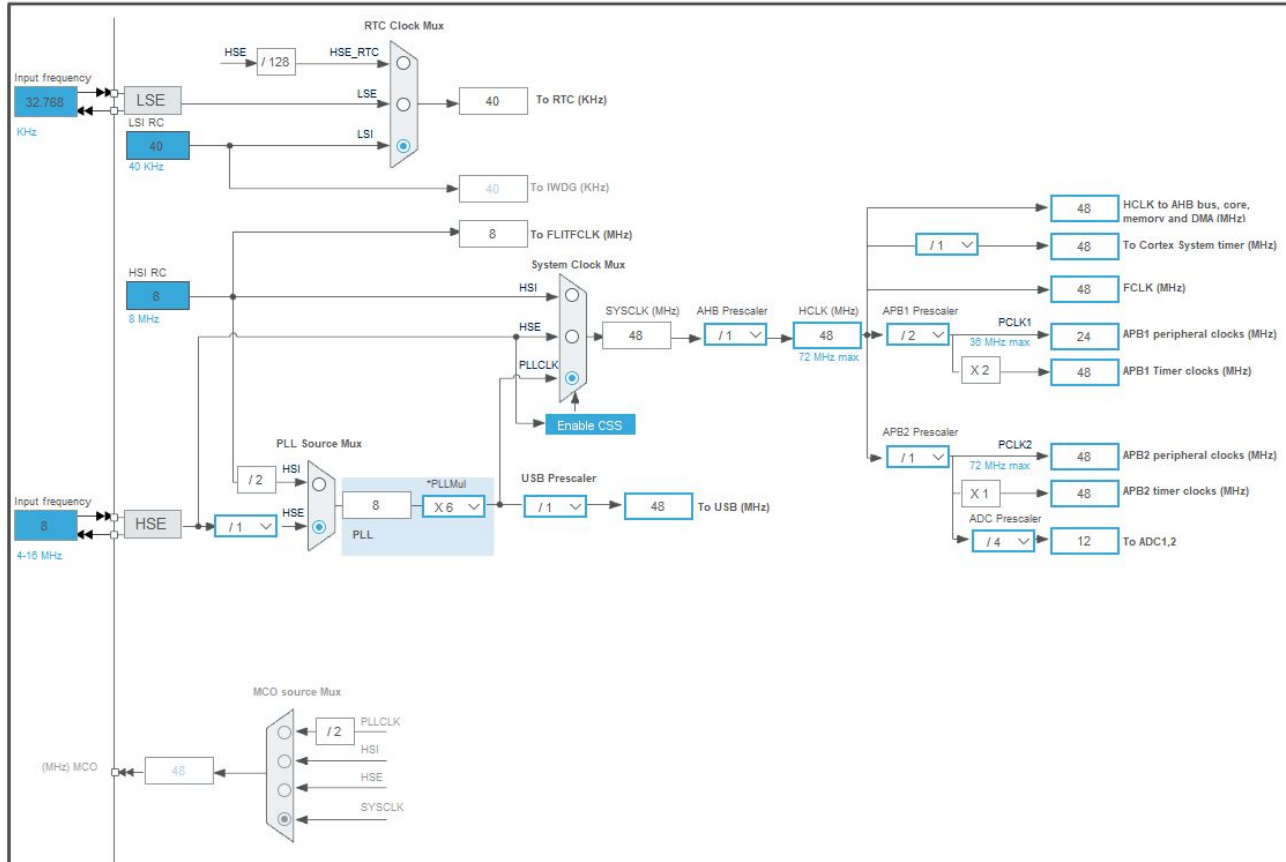 RTC Clock Mux
HSE
/ 128
HSE_RTC
Input frequency
32.768
KHz
LSE
LSE
40
To RTC (KHz)
LSI RC
40
40 KHz
LSI
40
To IWDG (KHz)
8
To FLITFCLK (MHz)
HSI RC
8
8 MHz
System Clock Mux
HSI
HSE
PLLCLK
SYSCLK (MHz)
48
AHB Prescaler
/ 1
HCLK (MHz)
48
72 MHz max
Enable CSS
48
HCLK to AHB bus, core,
memory and DMA (MHz)
/ 1
48
To Cortex System timer (MHz)
48
FCLK (MHz)
APB1 Prescaler
/ 2
PCLK1
36 MHz max
24
APB1 peripheral clocks (MHz)
X 2
48
APB1 Timer clocks (MHz)
APB2 Prescaler
/ 1
PCLK2
72 MHz max
48
APB2 peripheral clocks (MHz)
X 1
48
APB2 timer clocks (MHz)
ADC Prescaler
/ 4
12
To ADC1,2
PLL Source Mux
/ 2
HSI
Input frequency
8
4-16 MHz
HSE
/ 1
HSE
8
*PLLMul
X 6
PLL
USB Prescaler
/ 1
48
To USB (MHz)
MCO source Mux
/ 2
PLLCLK
HSI
HSE
SYSCLK
(MHz) MCO
48